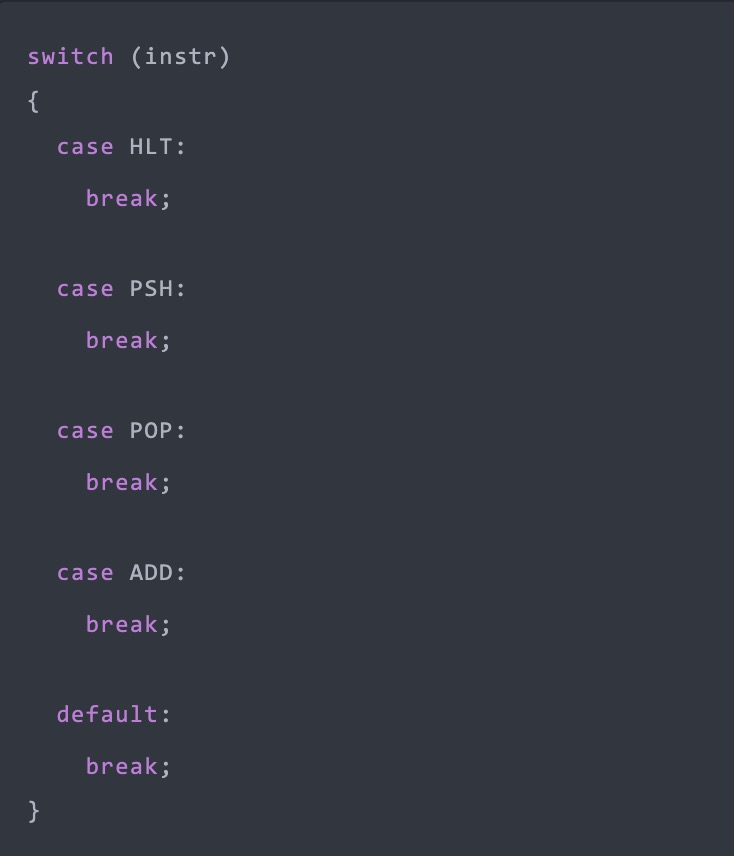 switch (instr)
{
  case HLT:
    break;

  case PSH:
    break;

  case POP:
    break;

  case ADD:
    break;

  default:
    break;
}